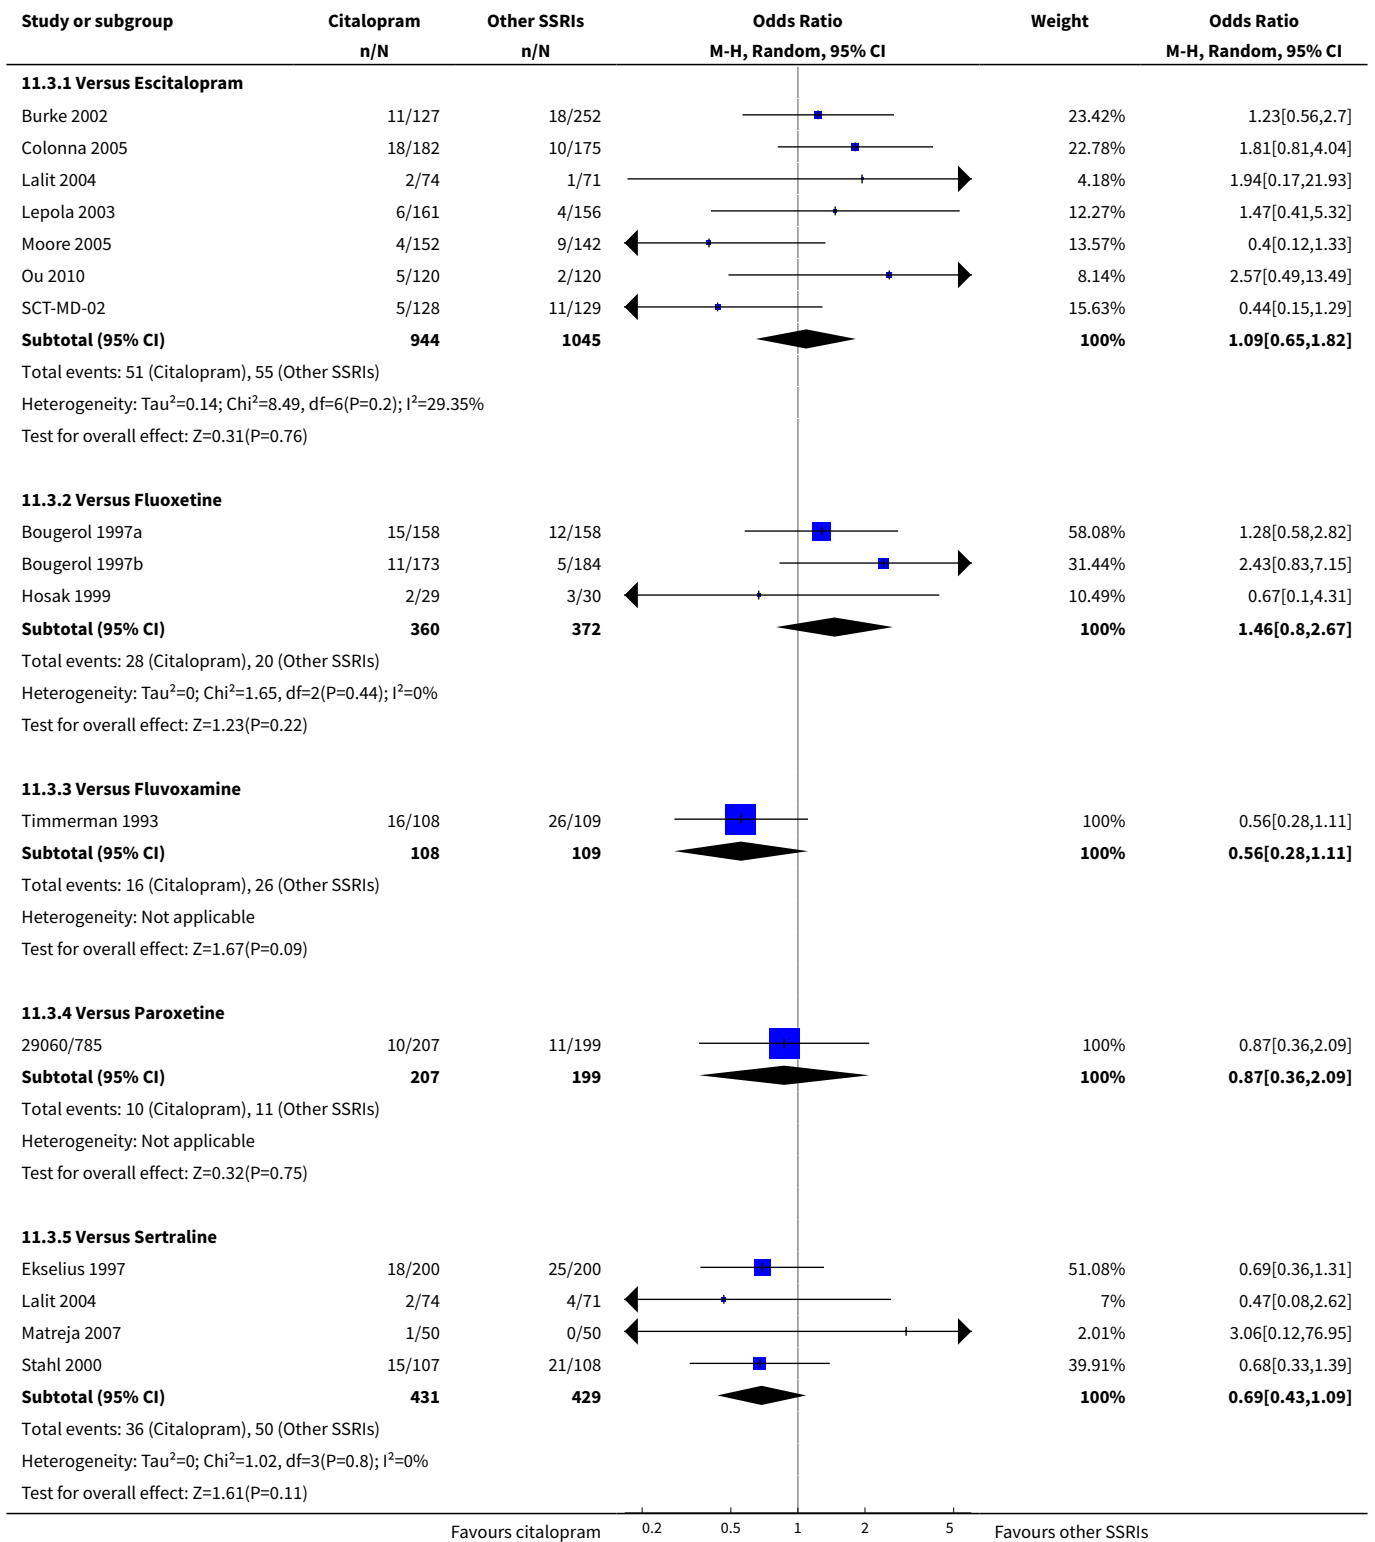 Study or subgroup Citalopram Other SSRIs Odds Ratio Weight Odds Ratio
n/N n/N M-H, Random, 95% CI M-H, Random, 95% CI
11.3.1 Versus Escitalopram
Burke 2002 11/127 18/252 23.42% 1.23[0.56,2.7]
Colonna 2005 18/182 10/175 22.78% 1.81[0.81,4.04]
Lalit 2004 2/74 1/71 4.18% 1.94[0.17,21.93]
Lepola 2003 6/161 4/156 12.27% 1.47[0.41,5.32]
Moore 2005 4/152 9/142 13.57% 0.4[0.12,1.33]
Ou 2010 5/120 2/120 8.14% 2.57[0.49,13.49]
SCT-MD-02 5/128 11/129 15.63% 0.44[0.15,1.29]
Subtotal (95% CI) 944 1045 100% 1.09[0.65,1.82]
Total events: 51 (Citalopram), 55 (Other SSRIs)
Heterogeneity: Tau²=0.14; Chi²=8.49, df=6(P=0.2); I²=29.35%
Test for overall effect: Z=0.31(P=0.76)
11.3.2 Versus Fluoxetine
Bougerol 1997a 15/158 12/158 58.08% 1.28[0.58,2.82]
Bougerol 1997b 11/173 5/184 31.44% 2.43[0.83,7.15]
Hosak 1999 2/29 3/30 10.49% 0.67[0.1,4.31]
Subtotal (95% CI) 360 372 100% 1.46[0.8,2.67]
Total events: 28 (Citalopram), 20 (Other SSRIs)
Heterogeneity: Tau²=0; Chi²=1.65, df=2(P=0.44); I²=0%
Test for overall effect: Z=1.23(P=0.22)
11.3.3 Versus Fluvoxamine
Timmerman 1993 16/108 26/109 100% 0.56[0.28,1.11]
Subtotal (95% CI) 108 109 100% 0.56[0.28,1.11]
Total events: 16 (Citalopram), 26 (Other SSRIs)
Heterogeneity: Not applicable
Test for overall effect: Z=1.67(P=0.09)
11.3.4 Versus Paroxetine
29060/785 10/207 11/199 100% 0.87[0.36,2.09]
Subtotal (95% CI) 207 199 100% 0.87[0.36,2.09]
Total events: 10 (Citalopram), 11 (Other SSRIs)
Heterogeneity: Not applicable
Test for overall effect: Z=0.32(P=0.75)
11.3.5 Versus Sertraline
Ekselius 1997 18/200 25/200 51.08% 0.69[0.36,1.31]
Lalit 2004 2/74 4/71 7% 0.47[0.08,2.62]
Matreja 2007 1/50 0/50 2.01% 3.06[0.12,76.95]
Stahl 2000 15/107 21/108 39.91% 0.68[0.33,1.39]
Subtotal (95% CI) 431 429 100% 0.69[0.43,1.09]
Total events: 36 (Citalopram), 50 (Other SSRIs)
Heterogeneity: Tau²=0; Chi²=1.02, df=3(P=0.8); I²=0%
Test for overall effect: Z=1.61(P=0.11)
Favours citalopram 0.2 0.5 1 2 5 Favours other SSRIs